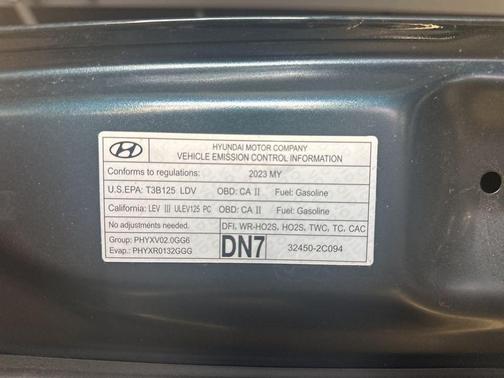 HYUNDAI MOTOR COMPANY
VEHICLE EMISSION CONTROL INFORMATION
Conforms to regulations: 2023 MY
U.S.EPA: T3B125 LDV OBD: CA II Fuel: Gasoline
California: LEV III ULEV125 PC OBD: CA II Fuel: Gasoline
No adjustments needed. DFI, WR-HO2S, HO2S, TWC, TC, CAC
Group: PHYXV02.0GG6
Evap.: PHYXR0132GGG
DN7 32450-2C094